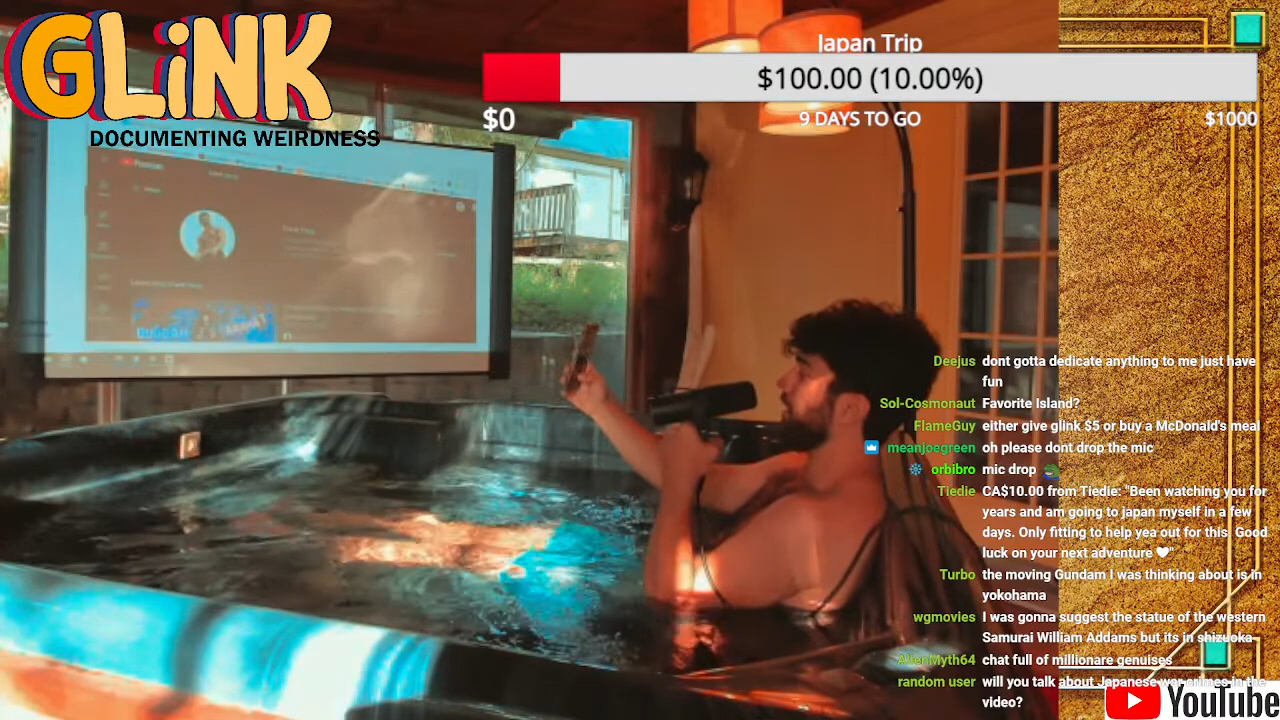 GLiNK
DOCUMENTING WEIRDNESS
Japan Trip
$100.00 (10.00%)
$0
9 DAYS TO GO
$1000
Deejus dont gotta dedicate anything to me just have
fun
Sol-Cosmonaut Favorite Island?
FlameGuy either give glink $5 or buy a McDonald's meal
meanjoegreen oh please dont drop the mic
orbibro mic drop
Tiedie CA$10.00 from Tiedie: "Been watching you for
years and am going to japan myself in a few
days. Only fitting to help yea out for this. Good
luck on your next adventure 🤍"
Turbo the moving Gundam I was thinking about is in
yokohama
wgmovies I was gonna suggest the statue of the western
Samurai William Addams but its in shizuoka
AlienMyth64 chat full of millionare genuises
random user will you talk about Japanese war crimes in the
video?
YouTube